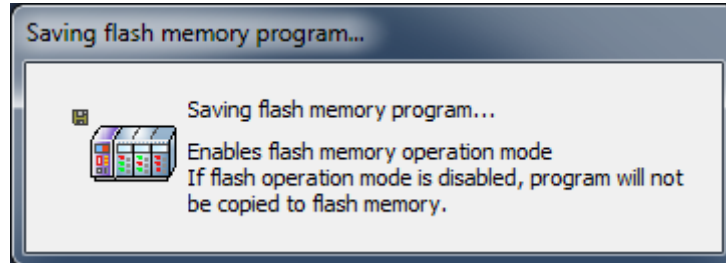 Saving flash memory program...
Saving flash memory program...
Enables flash memory operation mode
If flash operation mode is disabled, program will not
be copied to flash memory.